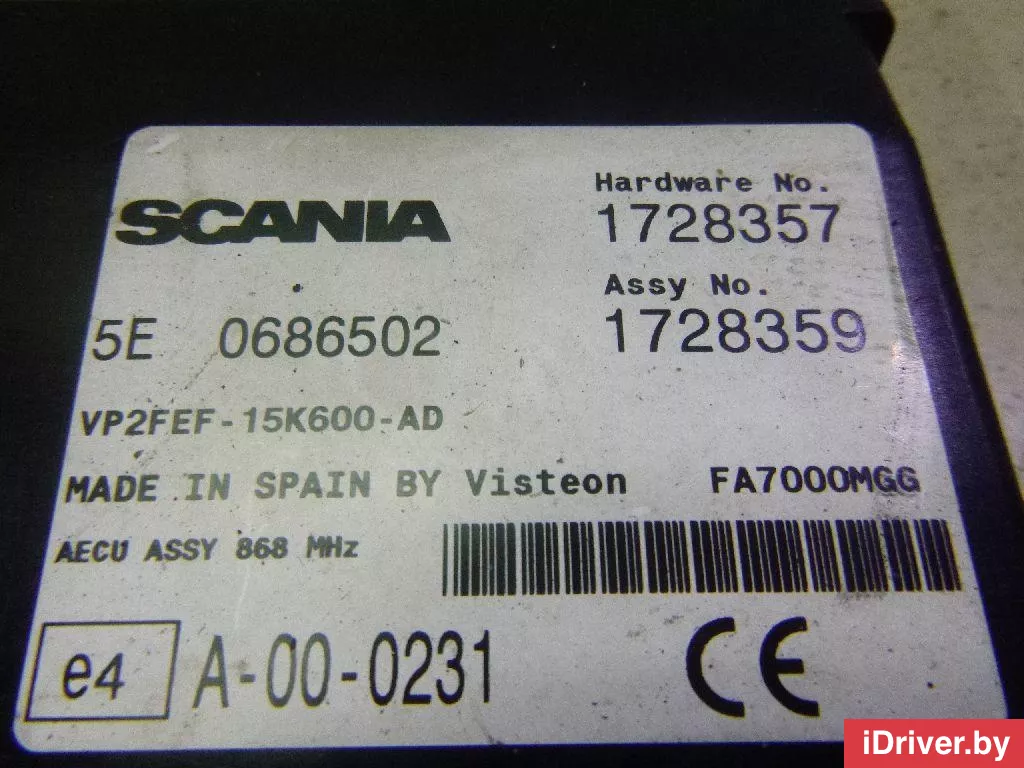 SCANIA
Hardware No.
1728357
Assy No.
5E 0686502
1728359
VP2FEF-15K600-AD
MADE IN SPAIN BY Visteon FA7000MGG
AECU ASSY 868 MHz
e4 A-00-0231 CE
iDriver.by